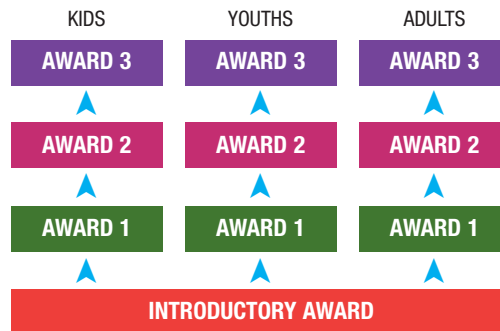 KIDS YOUTHS ADULTS
AWARD 3 AWARD 3 AWARD 3
AWARD 2 AWARD 2 AWARD 2
AWARD 1 AWARD 1 AWARD 1
INTRODUCTORY AWARD